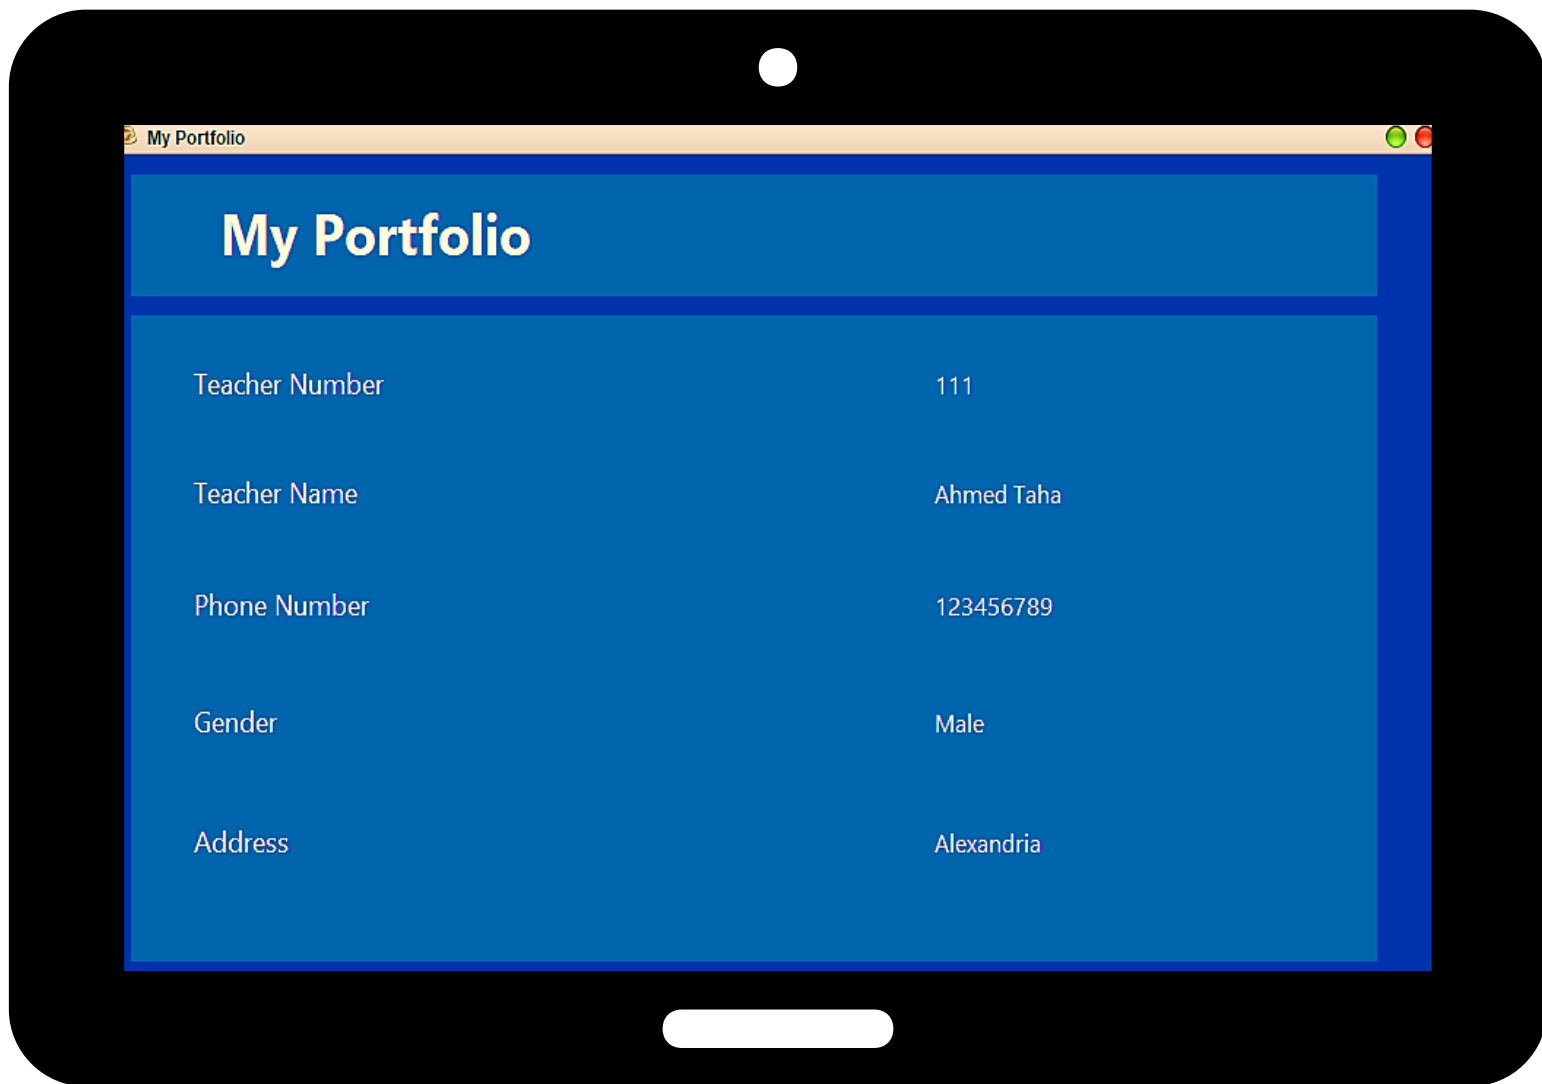 My Portfolio
My Portfolio
Teacher Number 111
Teacher Name Ahmed Taha
Phone Number 123456789
Gender Male
Address Alexandria